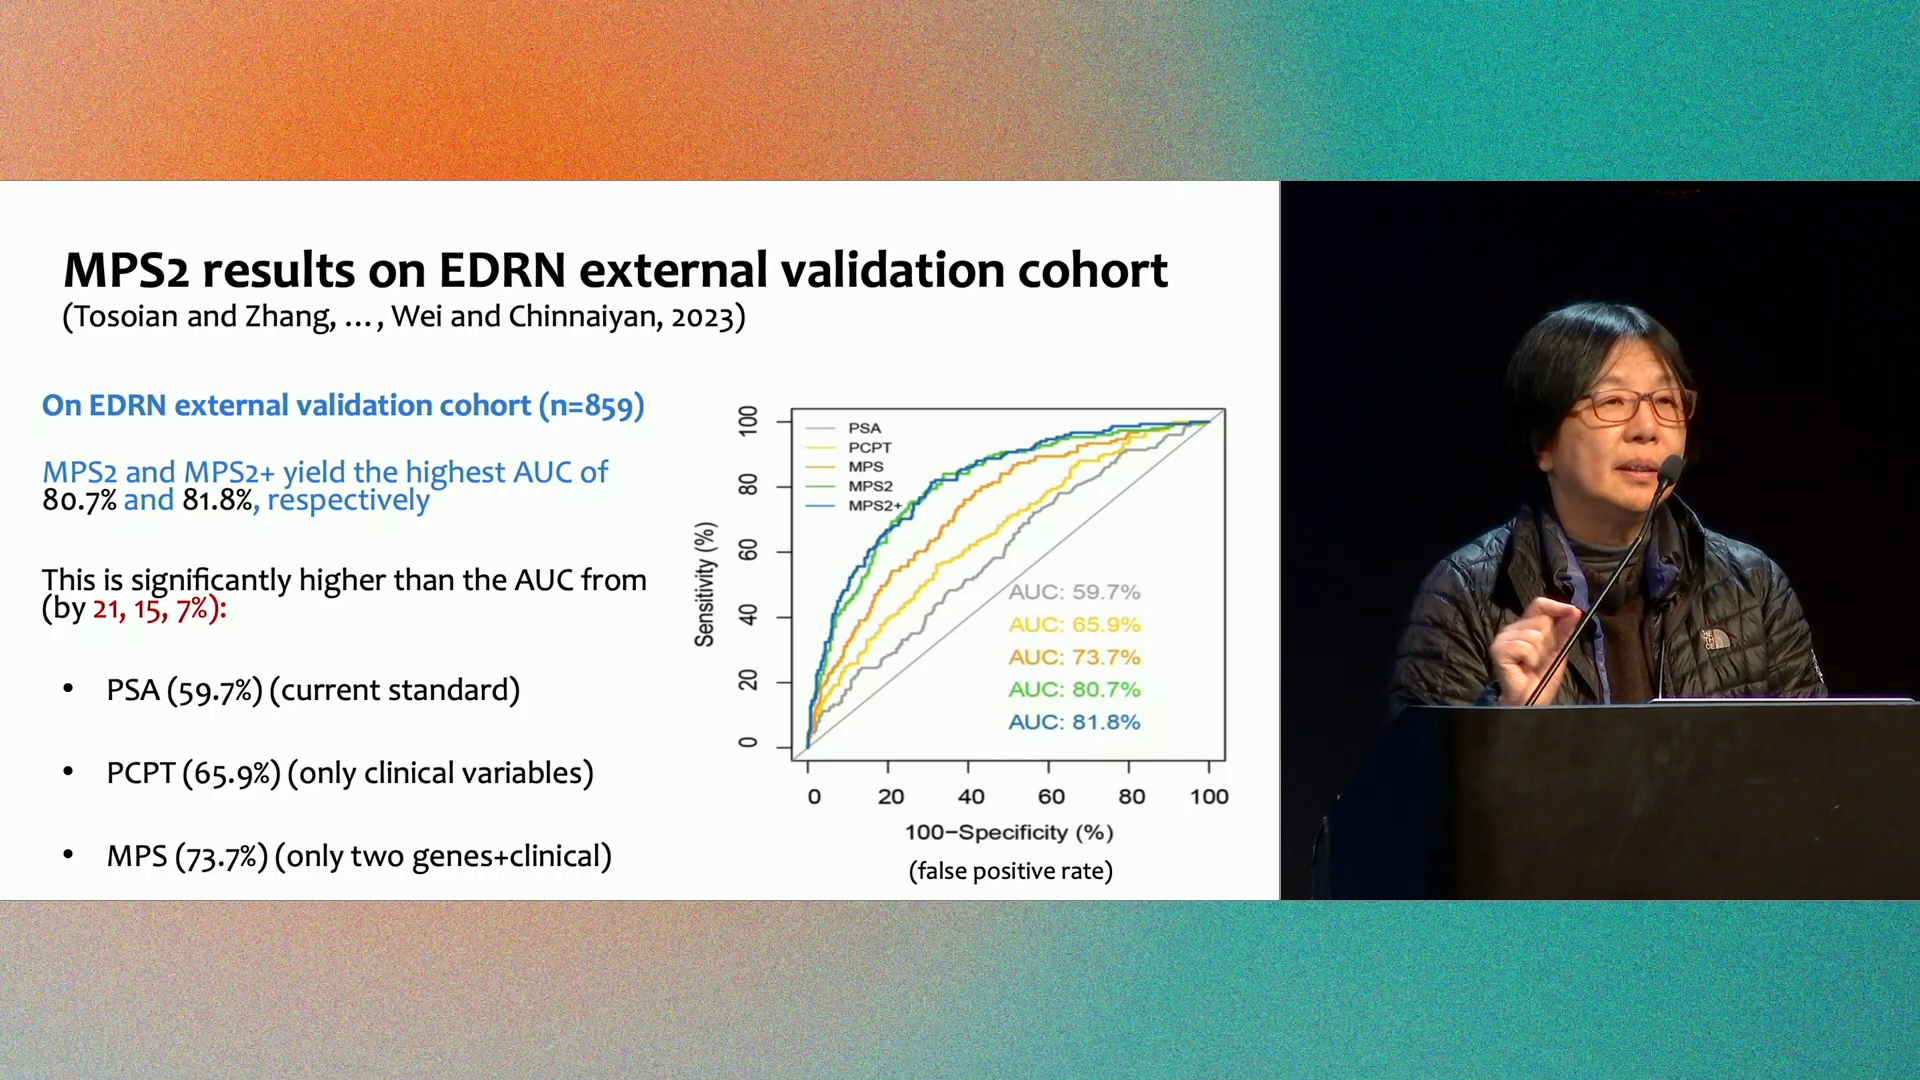 MPS2 results on EDRN external validation cohort
(Tosoian and Zhang, ..., Wei and Chinnaiyan, 2023)
On EDRN external validation cohort (n=859)
MPS2 and MPS2+ yield the highest AUC of
80.7% and 81.8%, respectively
This is significantly higher than the AUC from
(by 21, 15, 7%):
• PSA (59.7%) (current standard)
• PCPT (65.9%) (only clinical variables)
• MPS (73.7%) (only two genes+clinical)
Sensitivity (%)
100
80
60
40
20
0
PSA
PCPT
MPS
MPS2
MPS2+
AUC: 59.7%
AUC: 65.9%
AUC: 73.7%
AUC: 80.7%
AUC: 81.8%
0 20 40 60 80 100
100−Specificity (%)
(false positive rate)
THE